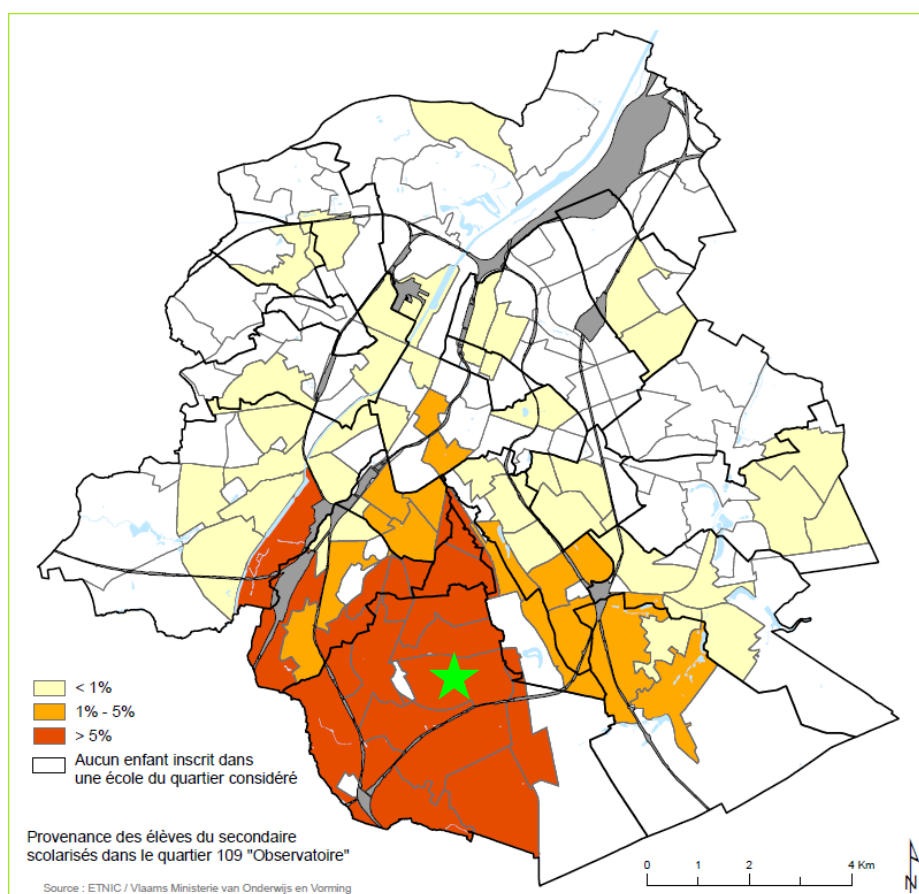 < 1%
1% - 5%
> 5%
Aucun enfant inscrit dans
une école du quartier considéré
Provenance des élèves du secondaire
scolarisés dans le quartier 109 "Observatoire"
Source : ETNIC / Vlaams Ministerie van Onderwijs en Vorming
0 1 2 4 Km
N